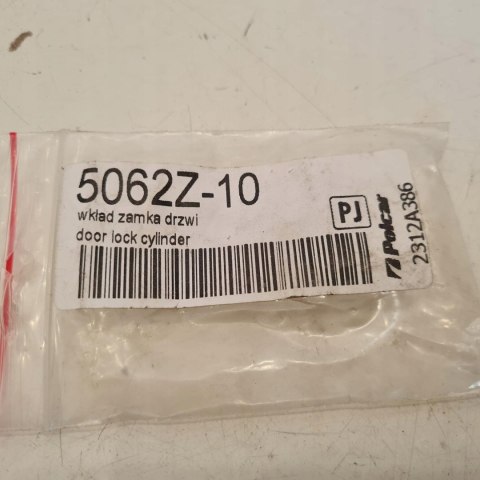 5062Z-10
wkład zamka drzwi
door lock cylinder
PJ
Polcar
2312A386